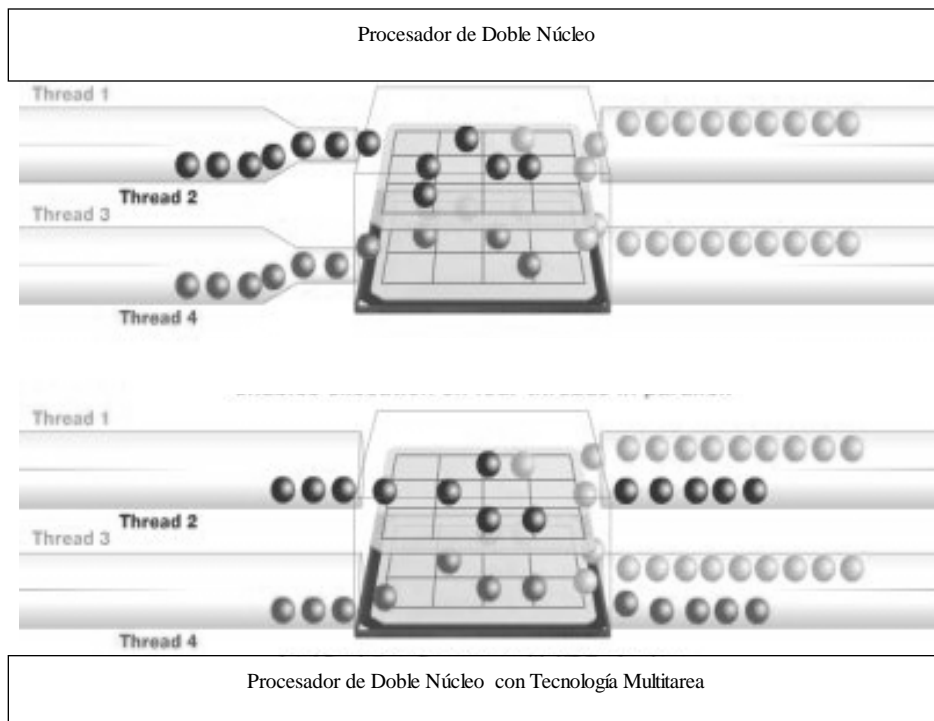 Procesador de Doble Núcleo
Thread 1
Thread 2
Thread 3
Thread 4
Thread 1
Thread 2
Thread 3
Thread 4
Procesador de Doble Núcleo con Tecnología Multitarea